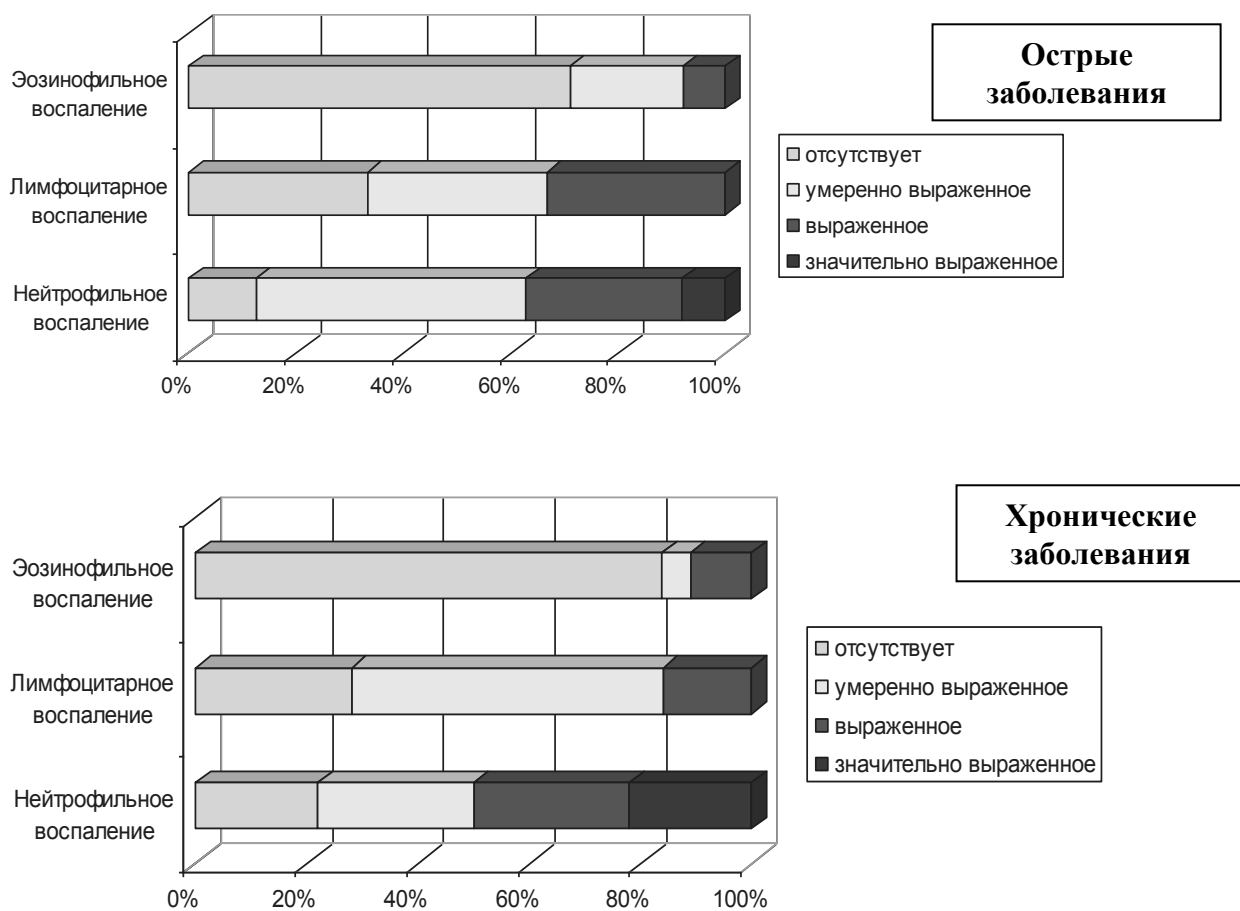 Острые
заболевания
Эозинофильное
воспаление
Лимфоцитарное
воспаление
Нейтрофильное
воспаление
0% 20% 40% 60% 80% 100%
отсутствует
умеренно выраженное
выраженное
значительно выраженное
Хронические
заболевания
Эозинофильное
воспаление
Лимфоцитарное
воспаление
Нейтрофильное
воспаление
0% 20% 40% 60% 80% 100%
отсутствует
умеренно выраженное
выраженное
значительно выраженное